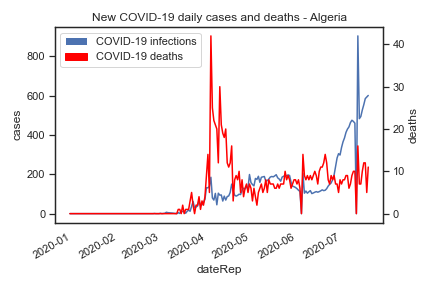 New COVID-19 daily cases and deaths - Algeria
COVID-19 infections
COVID-19 deaths
cases
800
600
400
200
0
deaths
40
30
20
10
0
2020-01
2020-02
2020-03
2020-04
2020-05
2020-06
2020-07
dateRep